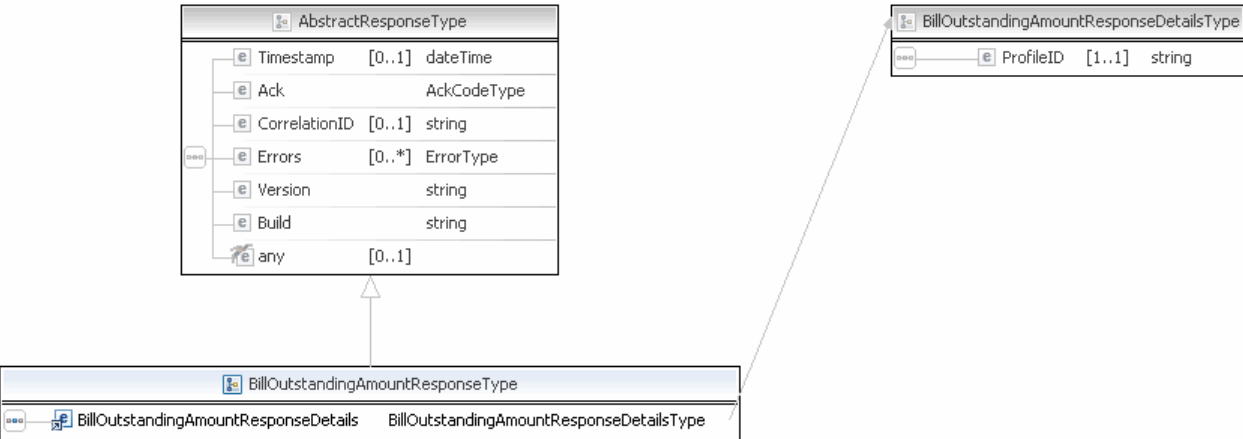 AbstractResponseType
Timestamp [0..1] dateTime
Ack AckCodeType
CorrelationID [0..1] string
Errors [0..*] ErrorType
Version string
Build string
any [0..1]
BillOutstandingAmountResponseDetailsType
ProfileID [1..1] string
BillOutstandingAmountResponseType
BillOutstandingAmountResponseDetails BillOutstandingAmountResponseDetailsType